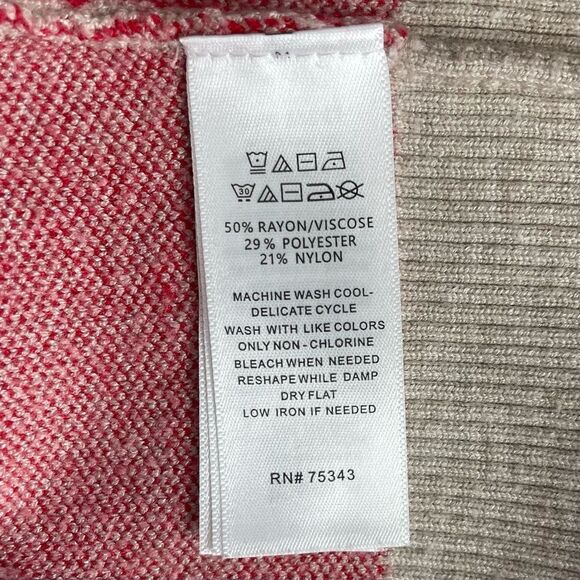 30
50% RAYON/VISCOSE
29% POLYESTER
21% NYLON
MACHINE WASH COOL-
DELICATE CYCLE
WASH WITH LIKE COLORS
ONLY NON - CHLORINE
BLEACH WHEN NEEDED
RESHAPE WHILE DAMP
DRY FLAT
LOW IRON IF NEEDED
RN# 75343